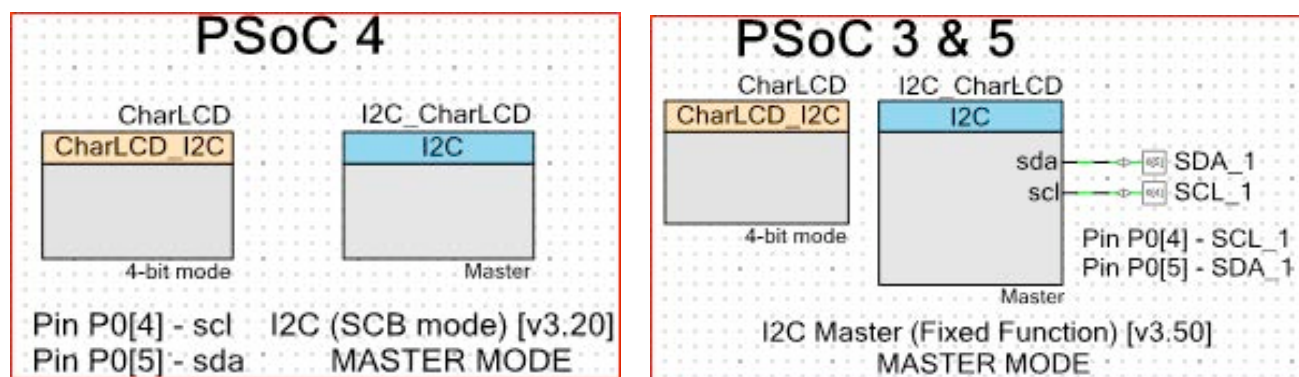 PSoC 4
CharLCD
CharLCD_I2C
4-bit mode
I2C_CharLCD
I2C
Master
Pin P0[4] - scl
Pin P0[5] - sda
I2C (SCB mode) [v3.20]
MASTER MODE
PSoC 3 & 5
CharLCD
CharLCD_I2C
4-bit mode
I2C_CharLCD
I2C
sda
SDA_1
scl
SCL_1
Pin P0[4] - SCL_1
Pin P0[5] - SDA_1
Master
I2C Master (Fixed Function) [v3.50]
MASTER MODE